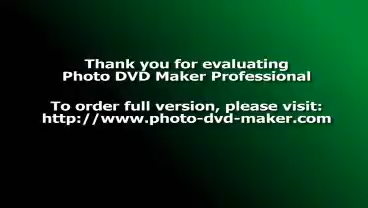 Thank you for evaluating
Photo DVD Maker Professional
To order full version, please visit:
http://www.photo-dvd-maker.com